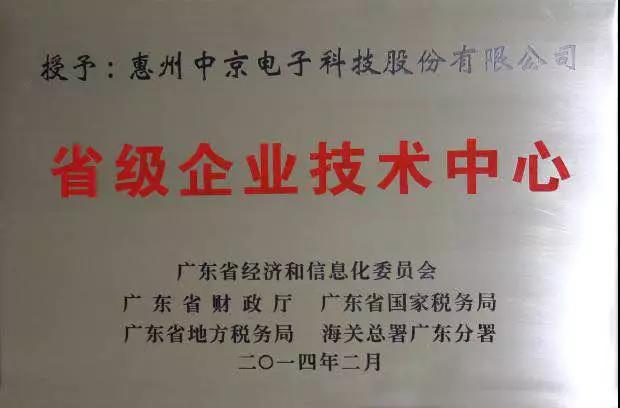 授予：惠州中京电子科技股份有限公司
省级企业技术中心
广东省经济和信息化委员会
广东省财政厅 广东省国家税务局
广东省地方税务局 海关总署广东分署
二〇一四年二月